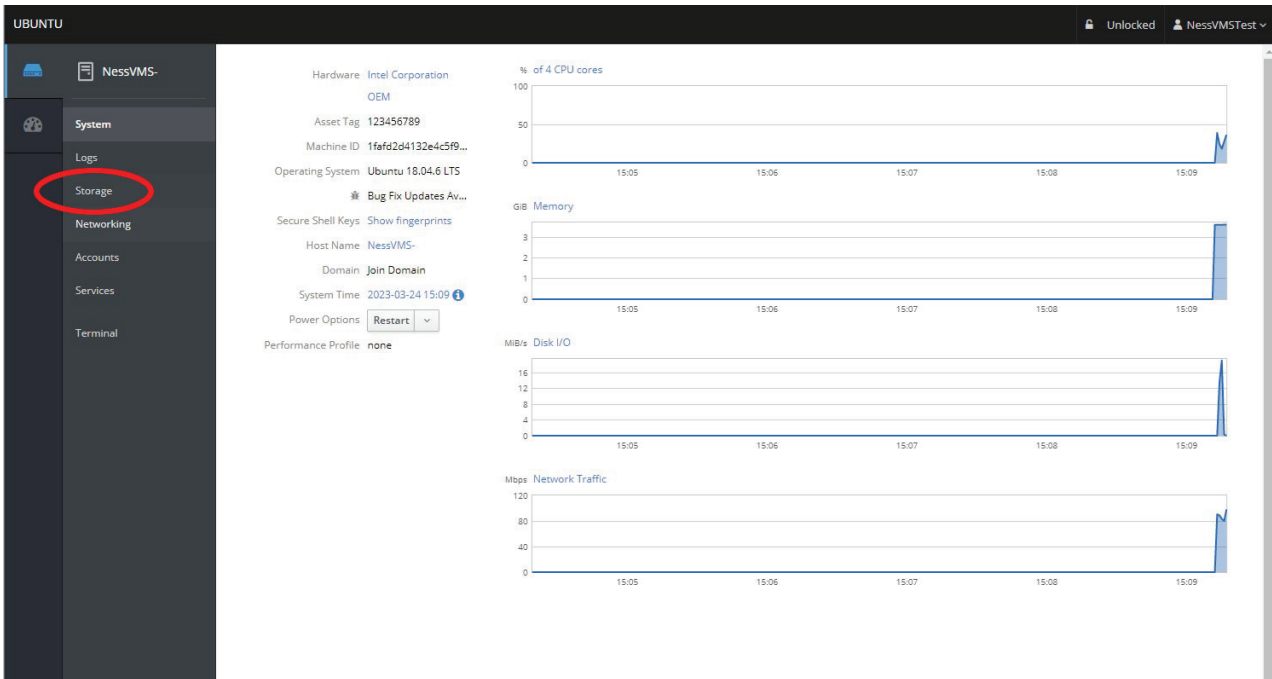 UBUNTU
Unlocked
NessVMSTest
NessVMS-
System
Logs
Storage
Networking
Accounts
Services
Terminal
Hardware Intel Corporation
OEM
Asset Tag 123456789
Machine ID 1fafd2d4132e4c5f9...
Operating System Ubuntu 18.04.6 LTS
Bug Fix Updates Av...
Secure Shell Keys Show fingerprints
Host Name NessVMS-
Domain Join Domain
System Time 2023-03-24 15:09
Power Options Restart
Performance Profile none
% of 4 CPU cores
100
50
0
15:05 15:06 15:07 15:08 15:09
GiB Memory
3
2
1
0
15:05 15:06 15:07 15:08 15:09
MiB/s Disk I/O
16
12
8
4
0
15:05 15:06 15:07 15:08 15:09
Mbps Network Traffic
120
80
40
0
15:05 15:06 15:07 15:08 15:09